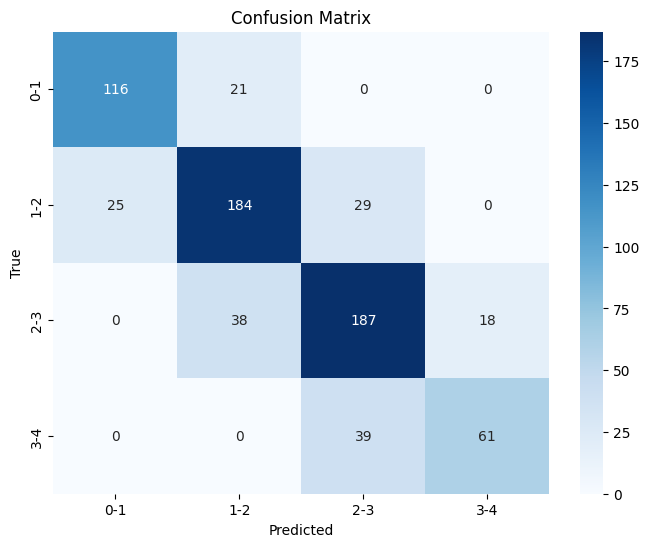 Confusion Matrix
True
0-1 116 21 0 0
1-2 25 184 29 0
2-3 0 38 187 18
3-4 0 0 39 61
0-1 1-2 2-3 3-4
Predicted
175
150
125
100
75
50
25
0